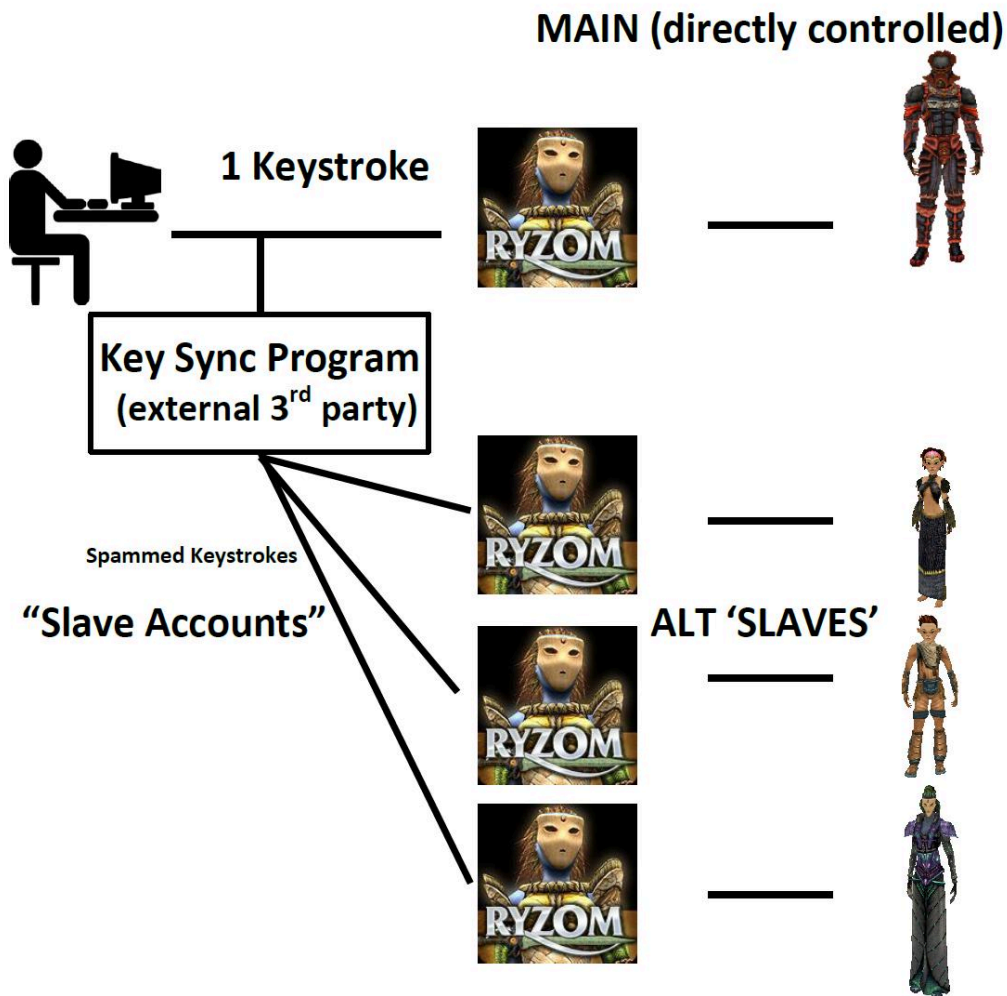 MAIN (directly controlled)
1 Keystroke
RYZOM
Key Sync Program
(external 3rd party)
RYZOM
Spammed Keystrokes
“Slave Accounts”
ALT ‘SLAVES’
RYZOM
RYZOM